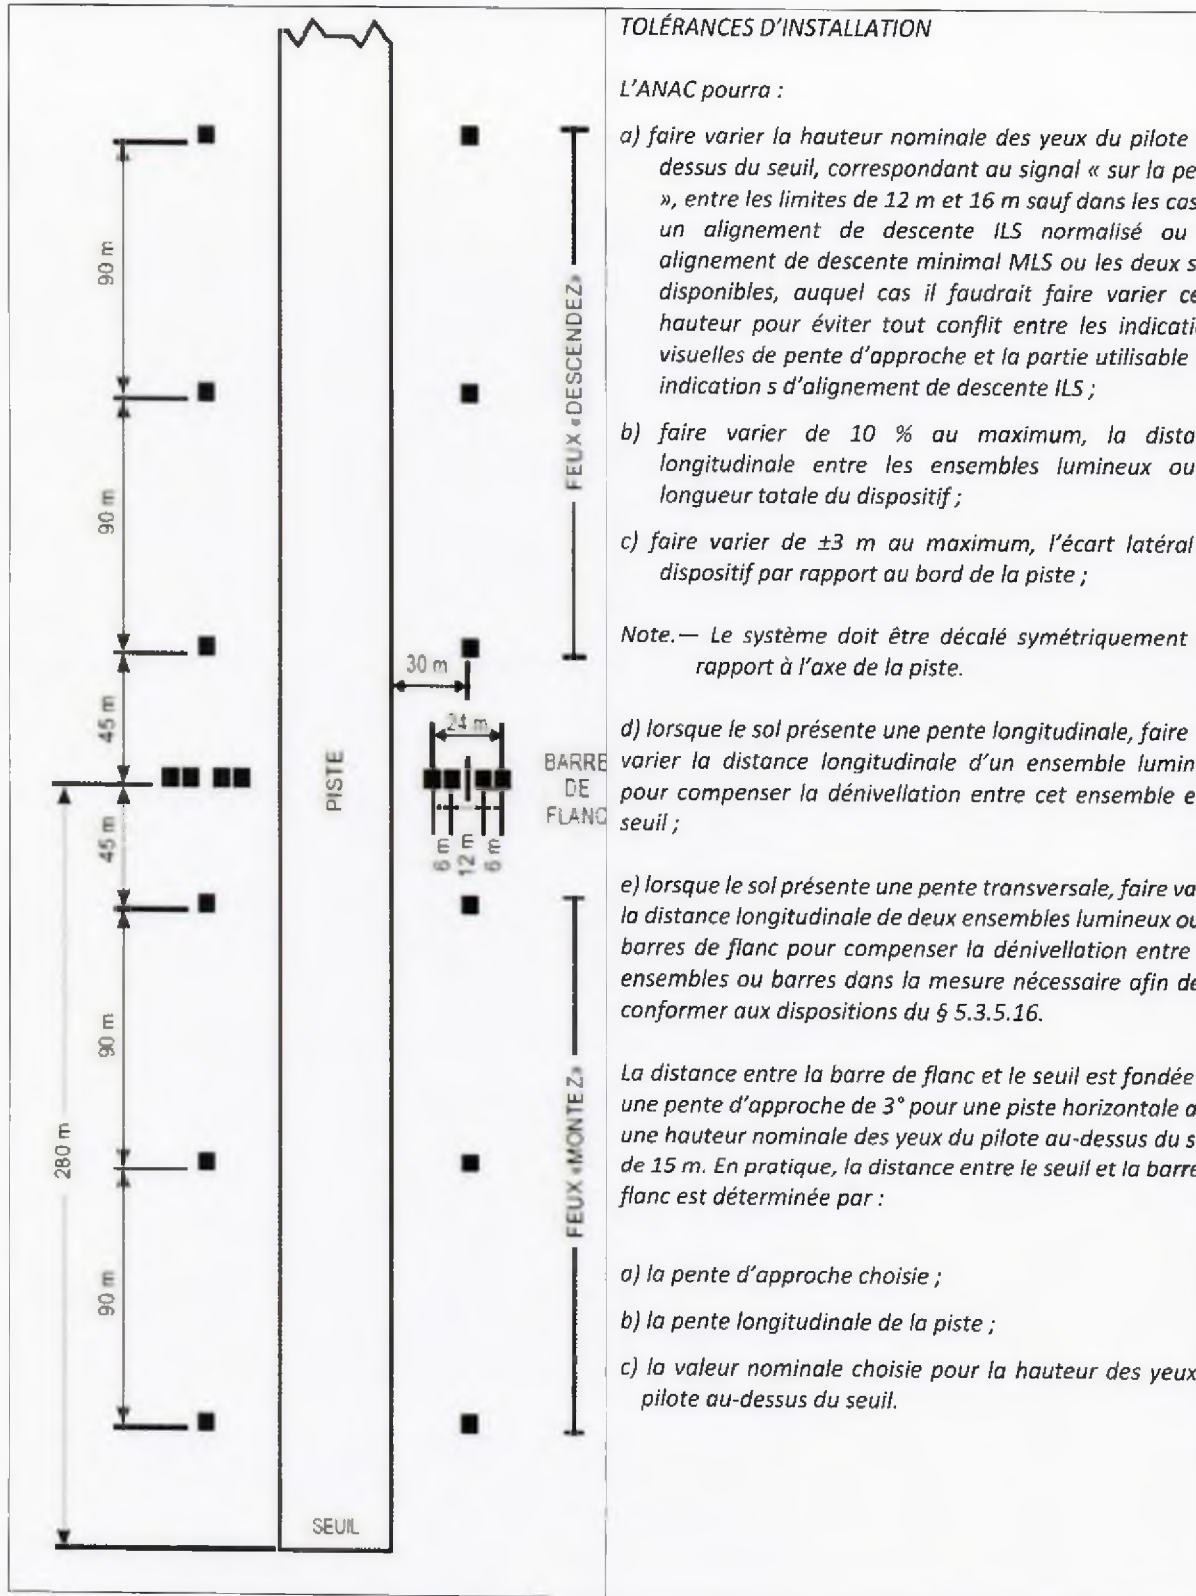 90 m
90 m
45 m
45 m
90 m
90 m
280 m
PISTE
SEUIL
30 m
24 m
6 m
12 m
6 m
BARRE
DE
FLANC
FEUX «DESCENDEZ»
FEUX «MONTEZ»
TOLÉRANCES D'INSTALLATION
L'ANAC pourra :
a) faire varier la hauteur nominale des yeux du pilote
dessus du seuil, correspondant au signal « sur la pe
», entre les limites de 12 m et 16 m sauf dans les cas
un alignement de descente ILS normalisé ou
alignement de descente minimal MLS ou les deux s
disponibles, auquel cas il faudrait faire varier ce
hauteur pour éviter tout conflit entre les indicati
visuelles de pente d'approche et la partie utilisable
indication s d'alignement de descente ILS ;
b) faire varier de 10 % au maximum, la dista
longitudinale entre les ensembles lumineux ou
longueur totale du dispositif ;
c) faire varier de ±3 m au maximum, l'écart latéral
dispositif par rapport au bord de la piste ;
Note.— Le système doit être décalé symétriquement
rapport à l'axe de la piste.
d) lorsque le sol présente une pente longitudinale, faire
varier la distance longitudinale d'un ensemble lumin
pour compenser la dénivellation entre cet ensemble e
seuil ;
e) lorsque le sol présente une pente transversale, faire va
la distance longitudinale de deux ensembles lumineux ou
barres de flanc pour compenser la dénivellation entre
ensembles ou barres dans la mesure nécessaire afin de
conformer aux dispositions du § 5.3.5.16.
La distance entre la barre de flanc et le seuil est fondée
une pente d'approche de 3° pour une piste horizontale a
une hauteur nominale des yeux du pilote au-dessus du s
de 15 m. En pratique, la distance entre le seuil et la barre
flanc est déterminée par :
a) la pente d'approche choisie ;
b) la pente longitudinale de la piste ;
c) la valeur nominale choisie pour la hauteur des yeux
pilote au-dessus du seuil.